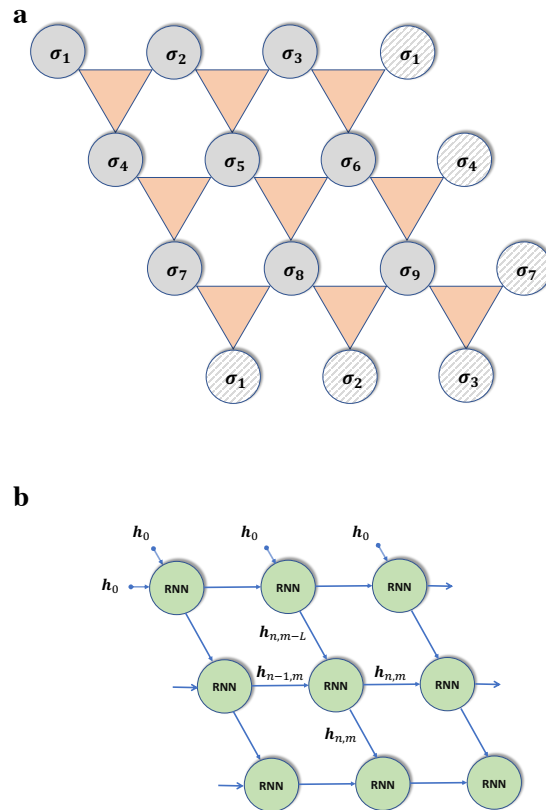 a
σ₁ σ₂ σ₃ σ₁
σ₄ σ₅ σ₆ σ₄
σ₇ σ₈ σ₉ σ₇
σ₁ σ₂ σ₃
b
h₀ h₀ h₀
h₀ RNN RNN RNN
hₙ,ₘ₋L
hₙ₋₁,ₘ hₙ,ₘ
RNN RNN RNN
hₙ,ₘ
RNN RNN RNN